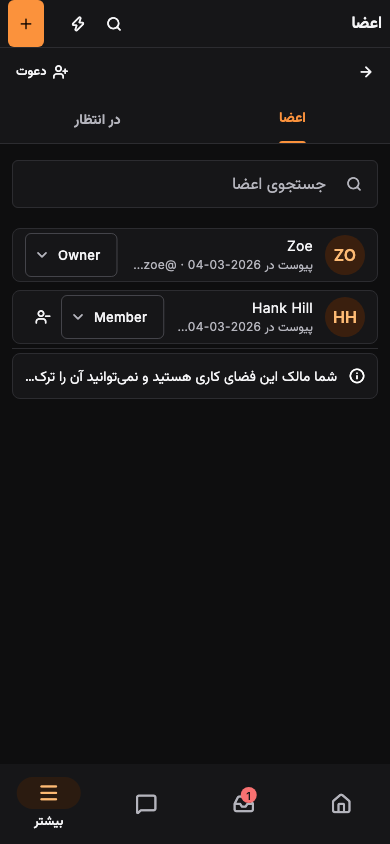 اعضا
دعوت
اعضا
در انتظار
جستجوی اعضا
ZO
Zoe
پیوست در 2026-03-04 · @zoe...
Owner
HH
Hank Hill
پیوست در 2026-03-04...
Member
شما مالک این فضای کاری هستید و نمی‌توانید آن را ترک...
1
بیشتر